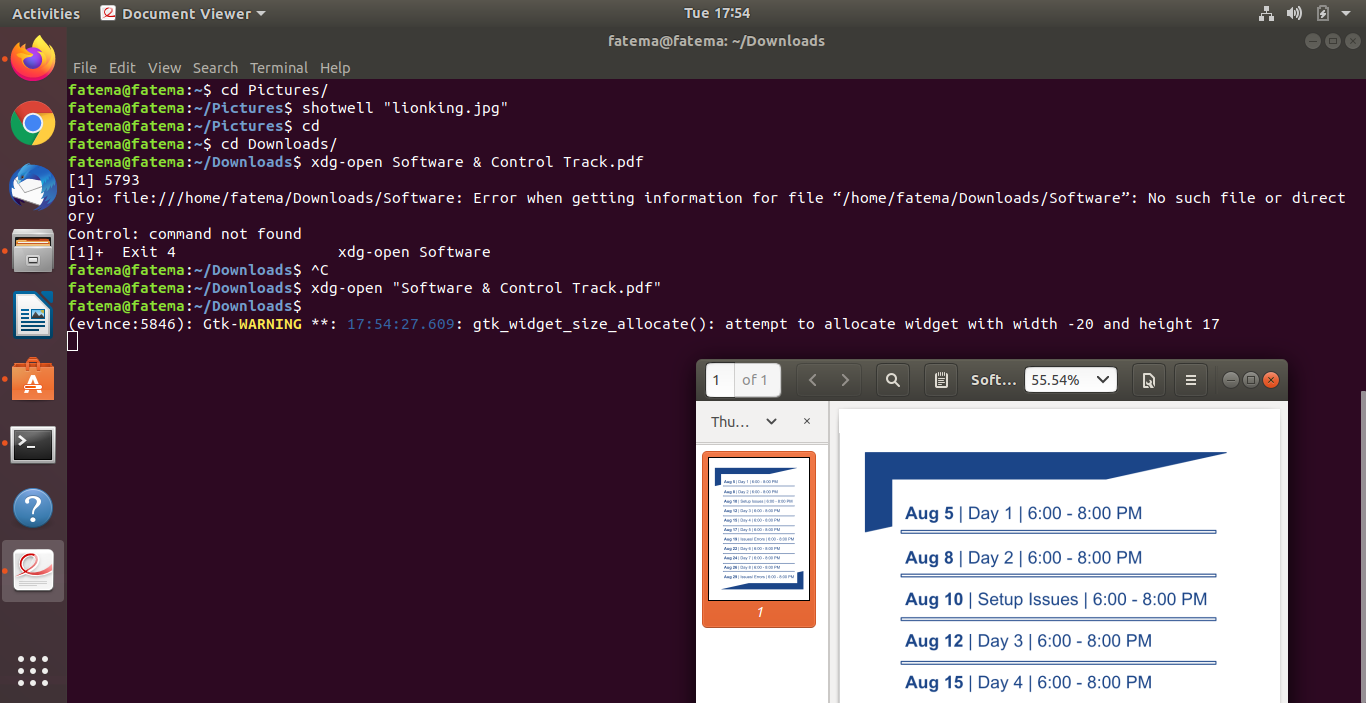 Activities Document Viewer Tue 17:54
fatema@fatema: ~/Downloads
File Edit View Search Terminal Help
fatema@fatema:~$ cd Pictures/
fatema@fatema:~/Pictures$ shotwell "lionking.jpg"
fatema@fatema:~/Pictures$ cd
fatema@fatema:~$ cd Downloads/
fatema@fatema:~/Downloads$ xdg-open Software & Control Track.pdf
[1] 5793
gio: file:///home/fatema/Downloads/Software: Error when getting information for file “/home/fatema/Downloads/Software”: No such file or direct
ory
Control: command not found
[1]+  Exit 4                  xdg-open Software
fatema@fatema:~/Downloads$ ^C
fatema@fatema:~/Downloads$ xdg-open "Software & Control Track.pdf"
fatema@fatema:~/Downloads$
(evince:5846): Gtk-WARNING **: 17:54:27.609: gtk_widget_size_allocate(): attempt to allocate widget with width -20 and height 17
1 of 1 Soft... 55.54%
Thu...
Aug 5 | Day 1 | 6:00 - 8:00 PM
Aug 8 | Day 2 | 6:00 - 8:00 PM
Aug 10 | Setup Issues | 6:00 - 8:00 PM
Aug 12 | Day 3 | 6:00 - 8:00 PM
Aug 15 | Day 4 | 6:00 - 8:00 PM
1